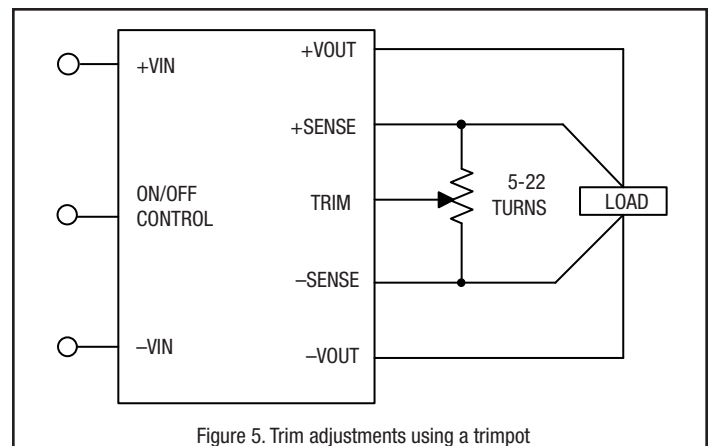 +VIN
ON/OFF
CONTROL
–VIN
+VOUT
+SENSE
TRIM
–SENSE
–VOUT
5-22
TURNS
LOAD
Figure 5. Trim adjustments using a trimpot